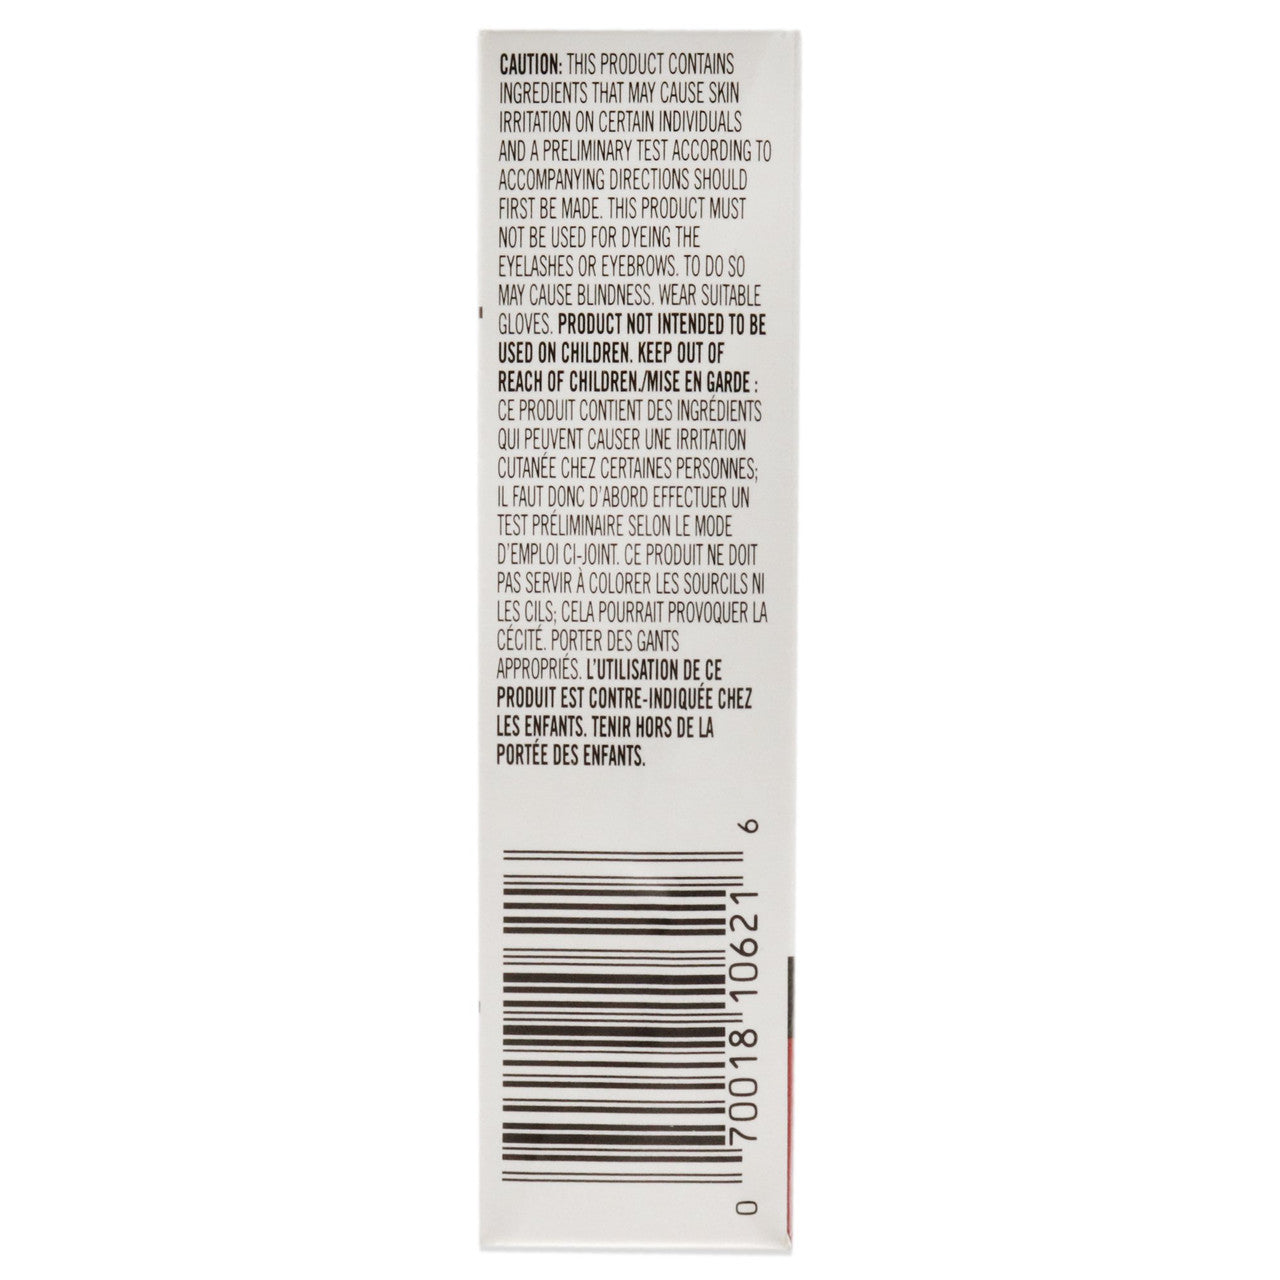 CAUTION: THIS PRODUCT CONTAINS
INGREDIENTS THAT MAY CAUSE SKIN
IRRITATION ON CERTAIN INDIVIDUALS
AND A PRELIMINARY TEST ACCORDING TO
ACCOMPANYING DIRECTIONS SHOULD
FIRST BE MADE. THIS PRODUCT MUST
NOT BE USED FOR DYEING THE
EYELASHES OR EYEBROWS. TO DO SO
MAY CAUSE BLINDNESS. WEAR SUITABLE
GLOVES. PRODUCT NOT INTENDED TO BE
USED ON CHILDREN. KEEP OUT OF
REACH OF CHILDREN./MISE EN GARDE :
CE PRODUIT CONTIENT DES INGRÉDIENTS
QUI PEUVENT CAUSER UNE IRRITATION
CUTANÉE CHEZ CERTAINES PERSONNES;
IL FAUT DONC D'ABORD EFFECTUER UN
TEST PRÉLIMINAIRE SELON LE MODE
D'EMPLOI CI-JOINT. CE PRODUIT NE DOIT
PAS SERVIR À COLORER LES SOURCILS NI
LES CILS; CELA POURRAIT PROVOQUER LA
CÉCITÉ. PORTER DES GANTS
APPROPRIÉS. L'UTILISATION DE CE
PRODUIT EST CONTRE-INDIQUÉE CHEZ
LES ENFANTS. TENIR HORS DE LA
PORTÉE DES ENFANTS.
0 70018 10621 6